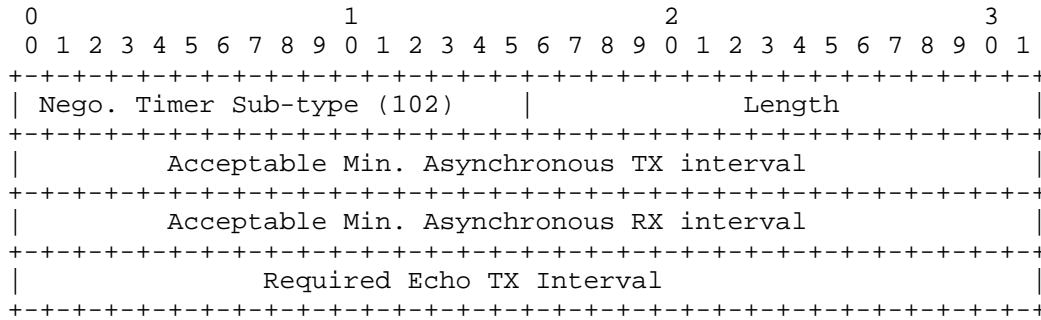 0                   1                   2                   3
 0 1 2 3 4 5 6 7 8 9 0 1 2 3 4 5 6 7 8 9 0 1 2 3 4 5 6 7 8 9 0 1
+-+-+-+-+-+-+-+-+-+-+-+-+-+-+-+-+-+-+-+-+-+-+-+-+-+-+-+-+-+-+-+-+
| Nego. Timer Sub-type (102)    |             Length            |
+-+-+-+-+-+-+-+-+-+-+-+-+-+-+-+-+-+-+-+-+-+-+-+-+-+-+-+-+-+-+-+-+
|         Acceptable Min. Asynchronous TX interval              |
+-+-+-+-+-+-+-+-+-+-+-+-+-+-+-+-+-+-+-+-+-+-+-+-+-+-+-+-+-+-+-+-+
|         Acceptable Min. Asynchronous RX interval              |
+-+-+-+-+-+-+-+-+-+-+-+-+-+-+-+-+-+-+-+-+-+-+-+-+-+-+-+-+-+-+-+-+
|               Required Echo TX Interval                       |
+-+-+-+-+-+-+-+-+-+-+-+-+-+-+-+-+-+-+-+-+-+-+-+-+-+-+-+-+-+-+-+-+